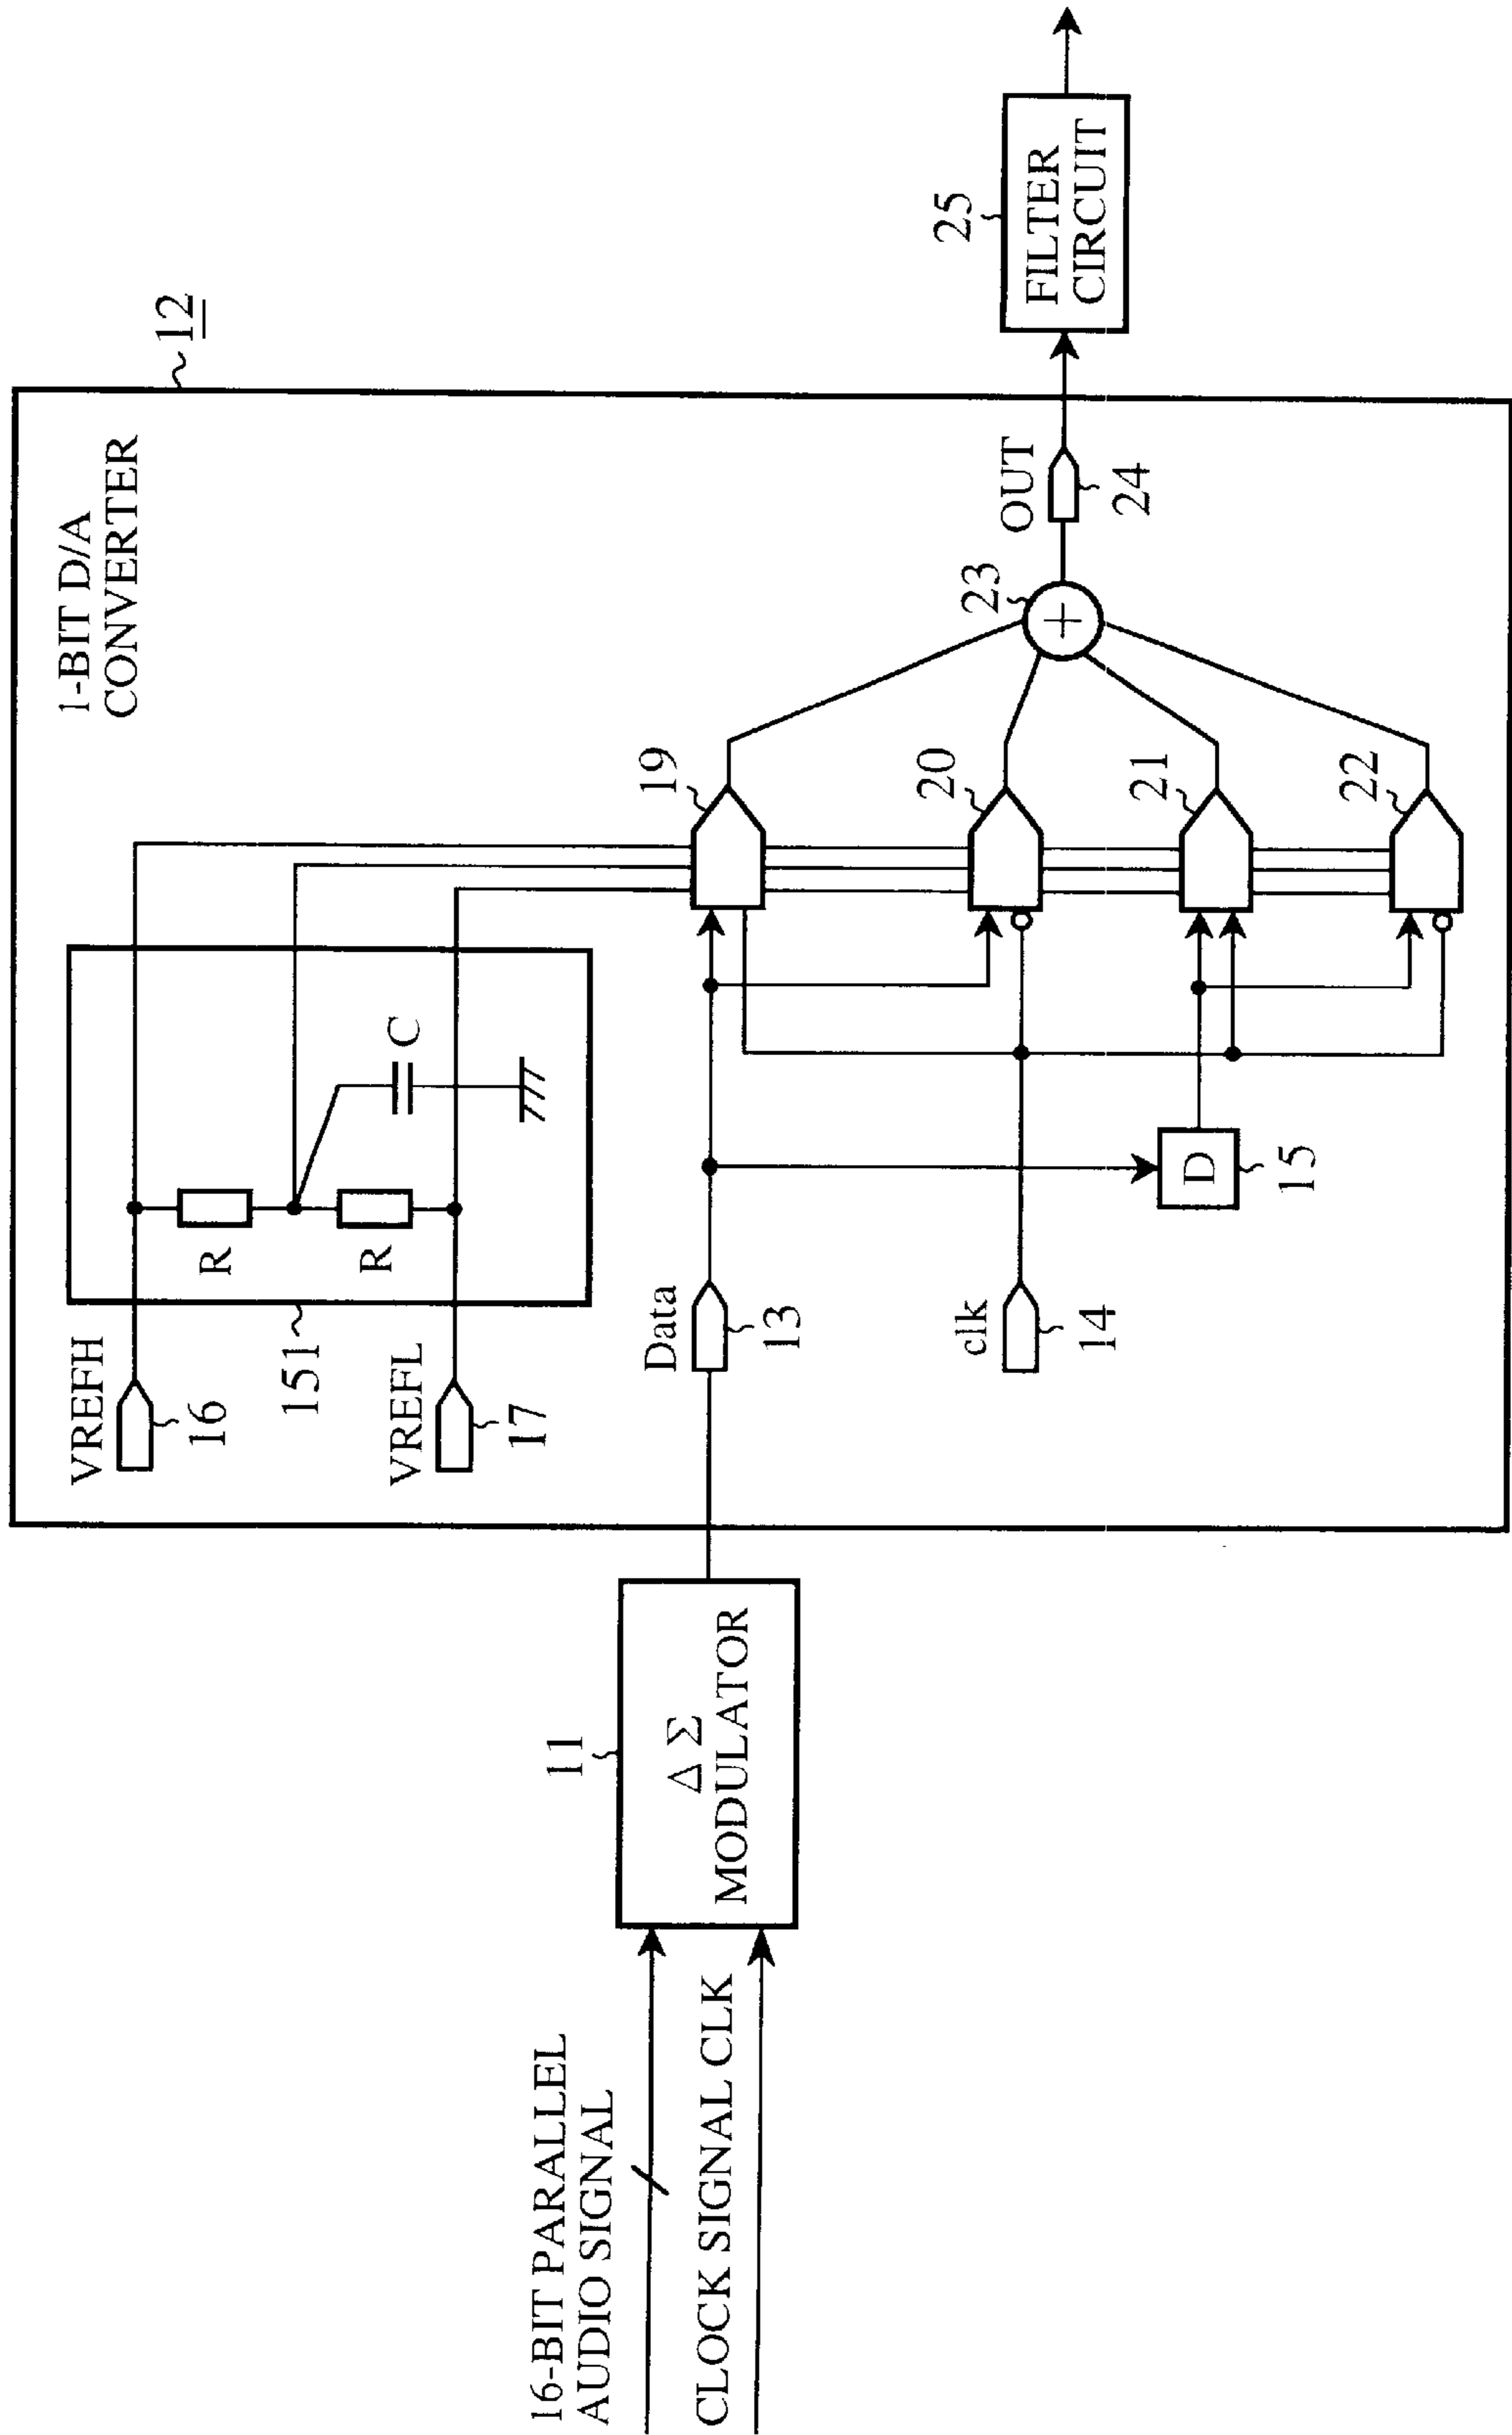 16-BIT PARALLEL
AUDIO SIGNAL
CLOCK SIGNAL CLK
11
Δ Σ
MODULATOR
12
1-BIT D/A
CONVERTER
VREFH
16
151
VREFL
17
R
R
C
Data
13
clk
14
D
15
19
20
21
22
23
+
OUT
24
25
FILTER
CIRCUIT